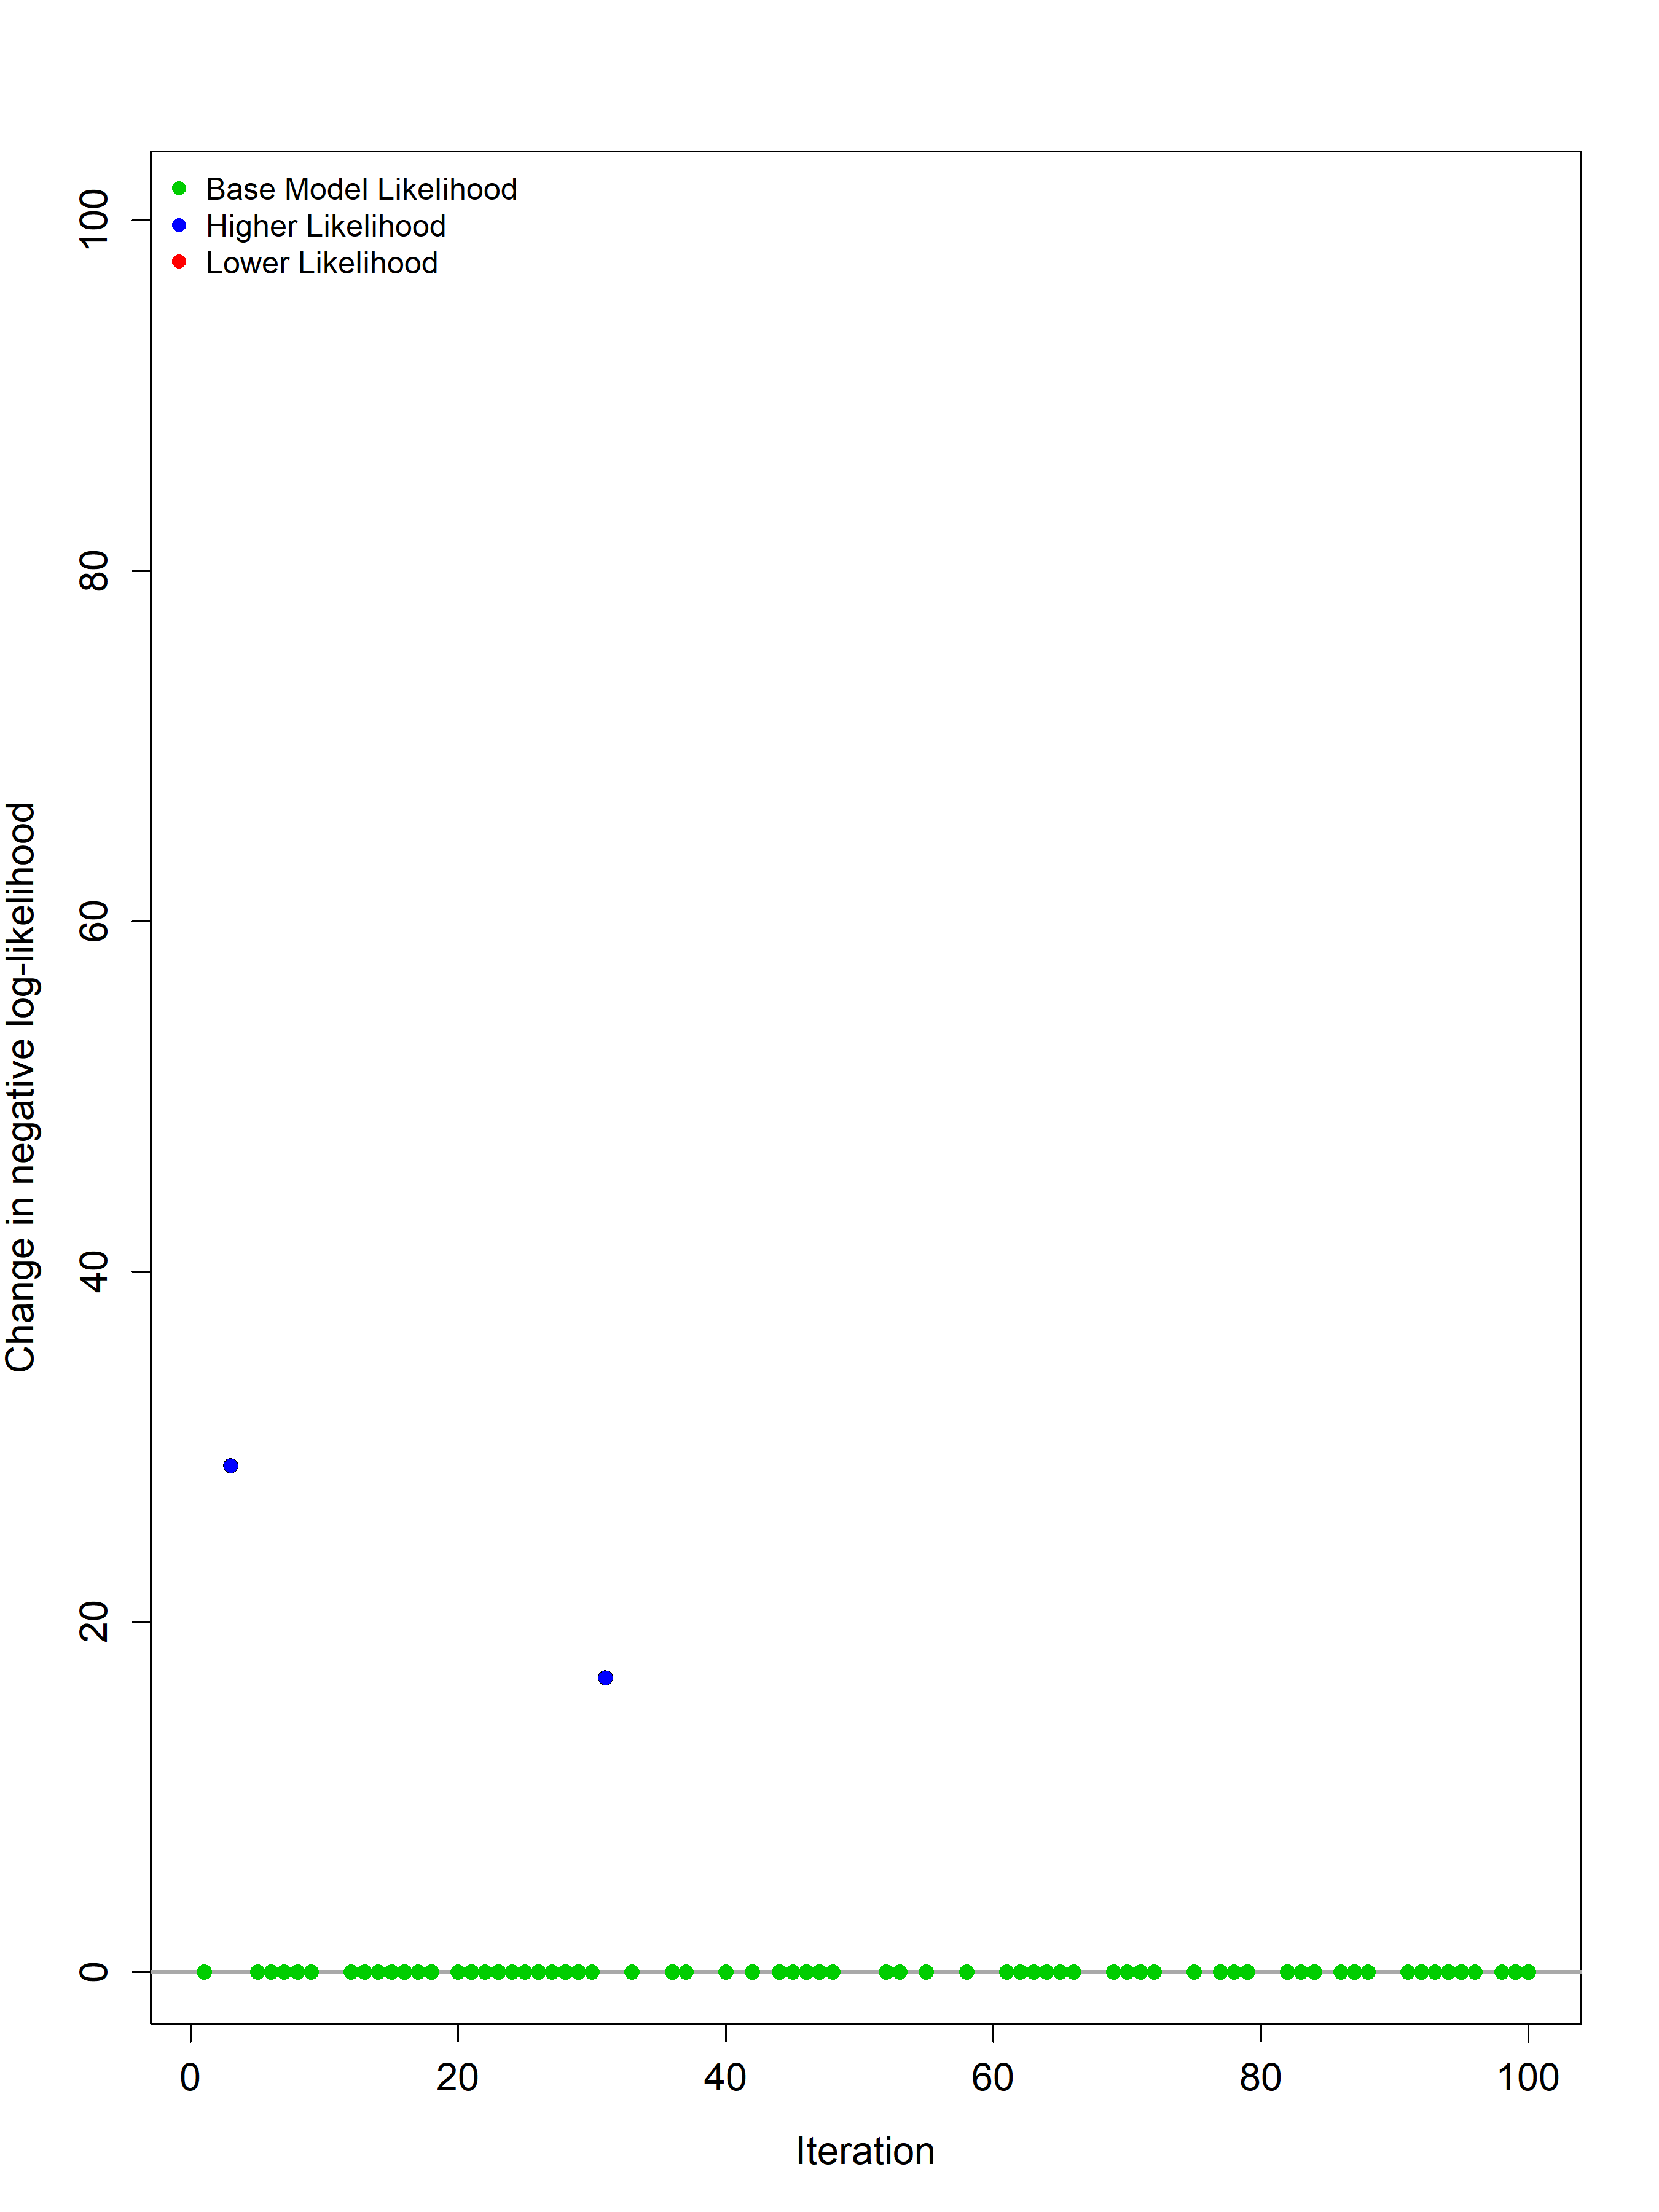 Base Model Likelihood
Higher Likelihood
Lower Likelihood
100
80
60
40
20
0
Change in negative log-likelihood
0 20 40 60 80 100
Iteration